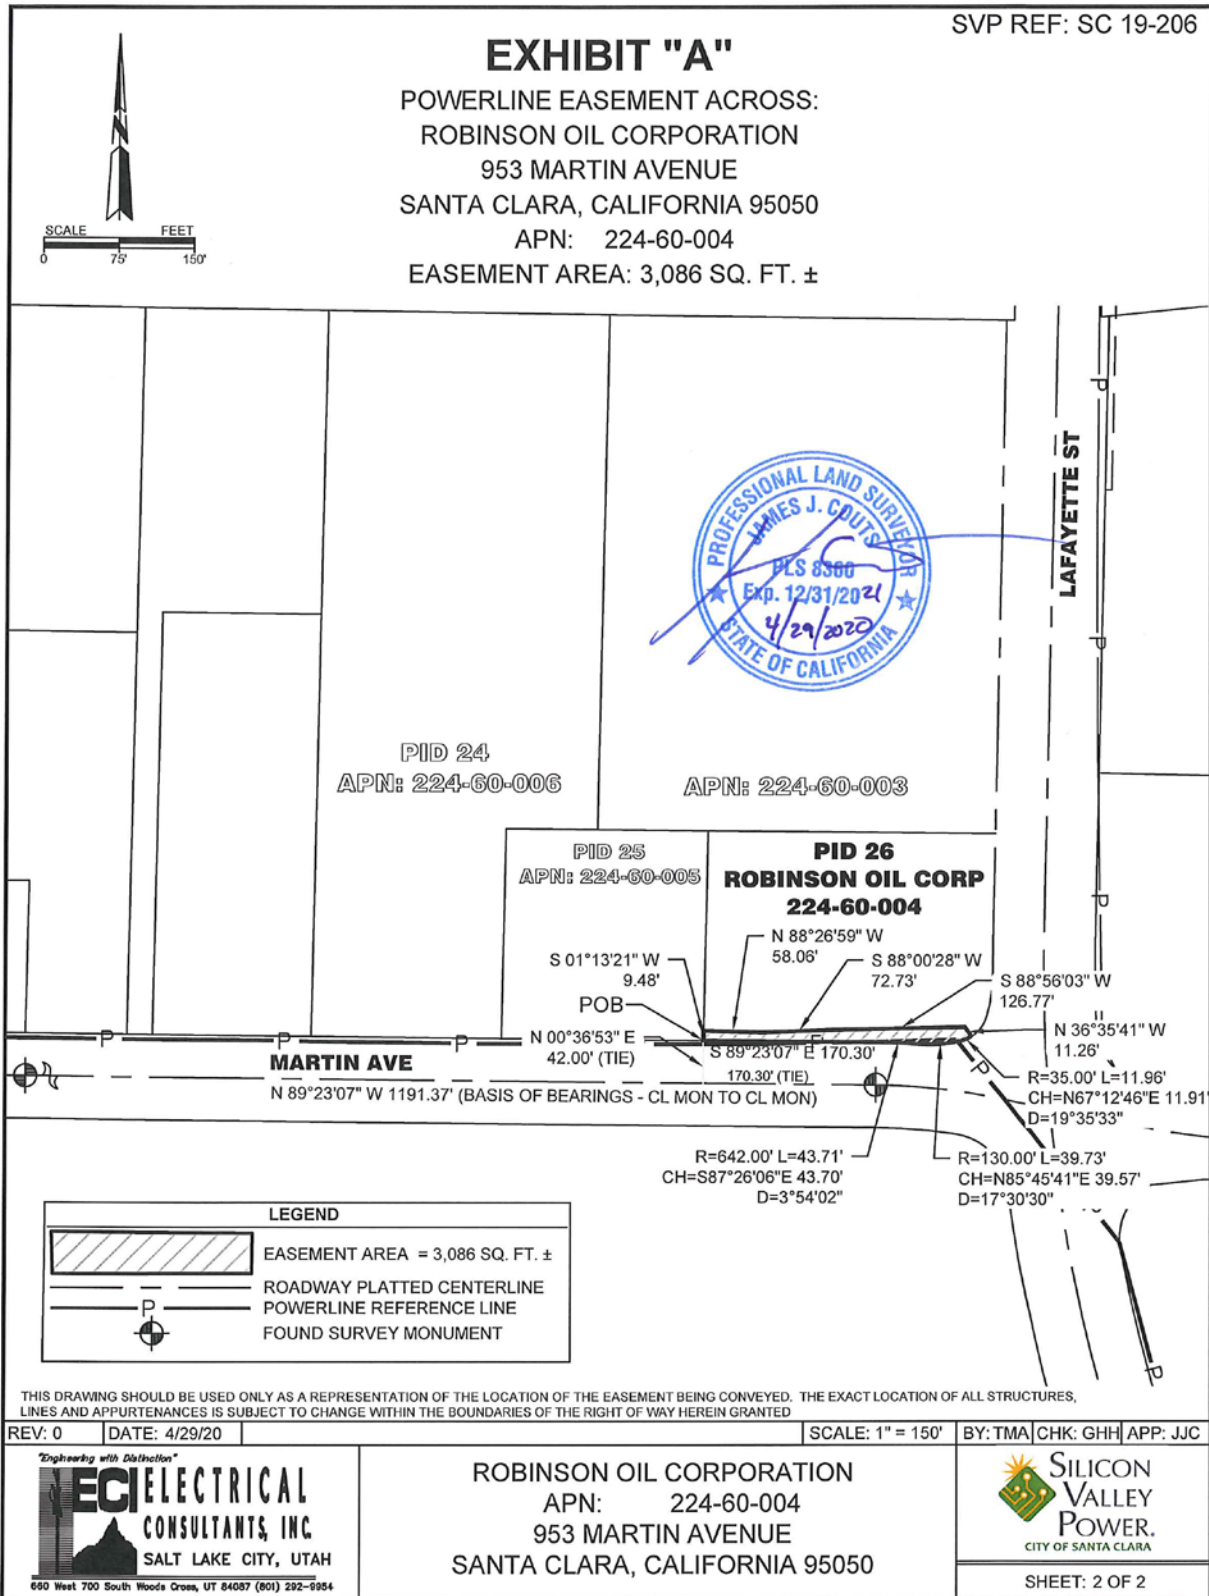 SVP REF: SC 19-206
EXHIBIT "A"
POWERLINE EASEMENT ACROSS:
ROBINSON OIL CORPORATION
953 MARTIN AVENUE
SANTA CLARA, CALIFORNIA 95050
APN: 224-60-004
EASEMENT AREA: 3,086 SQ. FT. ±
N
SCALE FEET
0 75' 150'
PROFESSIONAL LAND SURVEYOR
JAMES J. COUTS
PLS 8360
Exp. 12/31/2021
4/29/2020
STATE OF CALIFORNIA
LAFAYETTE ST
P
P
P
PID 24
APN: 224-60-006
APN: 224-60-003
PID 25
APN: 224-60-005
PID 26
ROBINSON OIL CORP
224-60-004
N 88°26'59" W
58.06'
S 88°00'28" W
72.73'
S 01°13'21" W
9.48'
S 88°56'03" W
126.77'
POB
N 00°36'53" E
42.00' (TIE)
N 36°35'41" W
11.26'
P P P P
MARTIN AVE
S 89°23'07" E 170.30'
170.30' (TIE)
N 89°23'07" W 1191.37' (BASIS OF BEARINGS - CL MON TO CL MON)
P
R=35.00' L=11.96'
CH=N67°12'46"E 11.91'
D=19°35'33"
R=642.00' L=43.71'
CH=S87°26'06"E 43.70'
D=3°54'02"
R=130.00' L=39.73'
CH=N85°45'41"E 39.57'
D=17°30'30"
P
LEGEND
EASEMENT AREA = 3,086 SQ. FT. ±
ROADWAY PLATTED CENTERLINE
P POWERLINE REFERENCE LINE
FOUND SURVEY MONUMENT
THIS DRAWING SHOULD BE USED ONLY AS A REPRESENTATION OF THE LOCATION OF THE EASEMENT BEING CONVEYED. THE EXACT LOCATION OF ALL STRUCTURES,
LINES AND APPURTENANCES IS SUBJECT TO CHANGE WITHIN THE BOUNDARIES OF THE RIGHT OF WAY HEREIN GRANTED
REV: 0 DATE: 4/29/20 SCALE: 1" = 150' BY: TMA CHK: GHH APP: JJC
"Engineering with Distinction"
ECI ELECTRICAL
CONSULTANTS, INC.
SALT LAKE CITY, UTAH
660 West 700 South Woods Cross, UT 84087 (801) 292-9954
ROBINSON OIL CORPORATION
APN: 224-60-004
953 MARTIN AVENUE
SANTA CLARA, CALIFORNIA 95050
SILICON
VALLEY
POWER.
CITY OF SANTA CLARA
SHEET: 2 OF 2